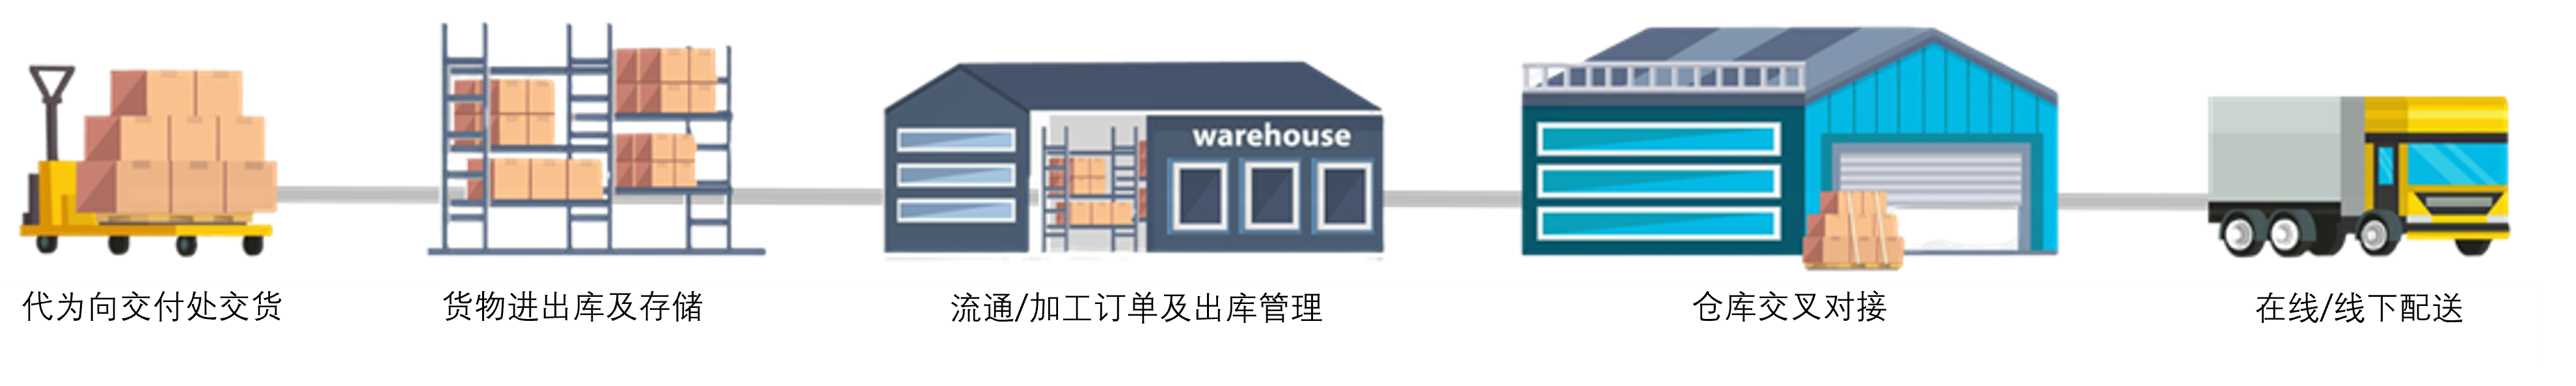 warehouse
代为向交付处交货
货物进出库及存储
流通/加工订单及出库管理
仓库交叉对接
在线/线下配送